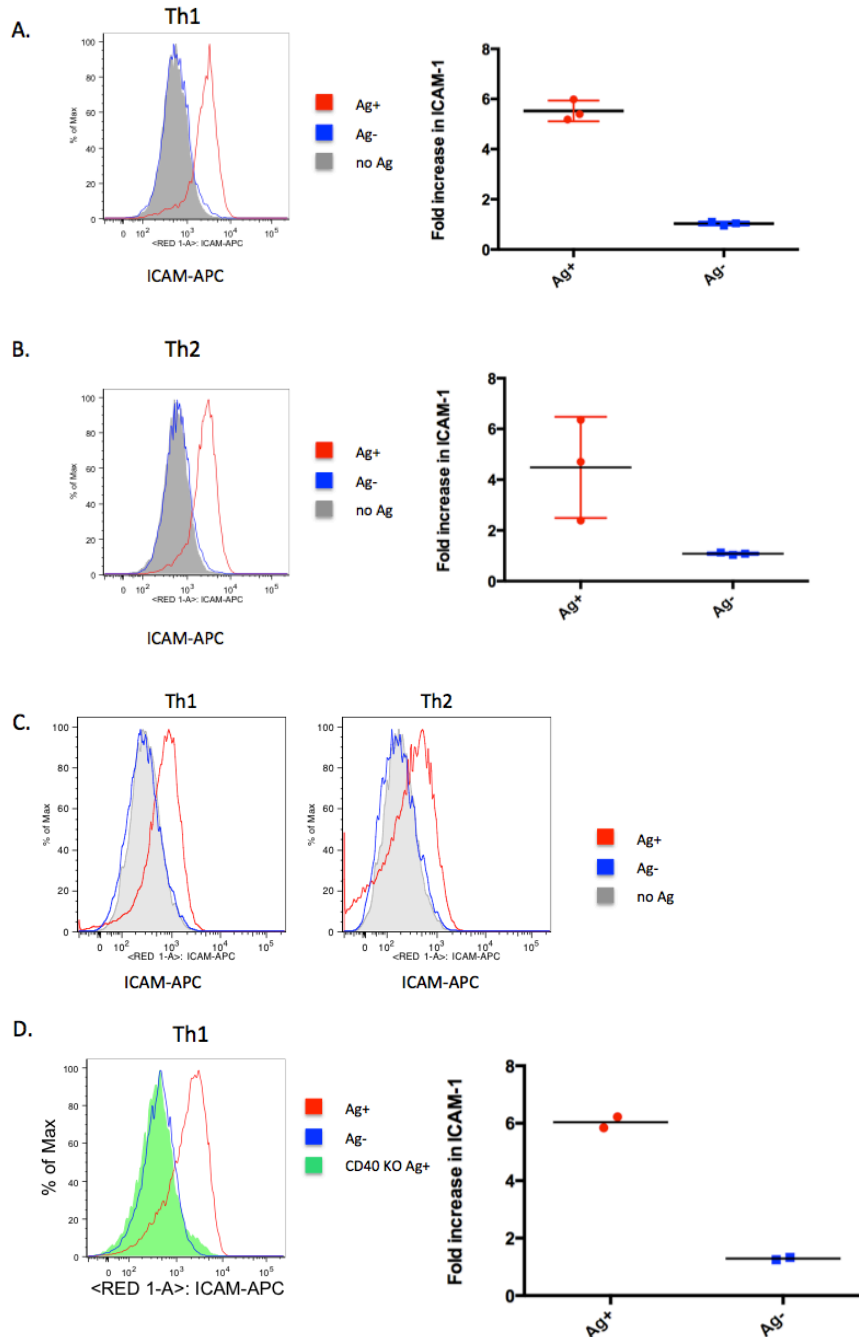 A.
Th1
% of Max
100
80
60
40
20
0
0 10² 10³ 10⁴ 10⁵
<RED 1-A>: ICAM-APC
ICAM-APC
Ag+
Ag-
no Ag
Fold increase in ICAM-1
8
6
4
2
0
Ag+
Ag-
B.
Th2
% of Max
100
80
60
40
20
0
0 10² 10³ 10⁴ 10⁵
<RED 1-A>: ICAM-APC
ICAM-APC
Ag+
Ag-
no Ag
Fold increase in ICAM-1
8
6
4
2
0
Ag+
Ag-
C.
Th1
% of Max
100
80
60
40
20
0
0 10² 10³ 10⁴ 10⁵
<RED 1-A>: ICAM-APC
ICAM-APC
Th2
% of Max
100
80
60
40
20
0
0 10² 10³ 10⁴ 10⁵
<RED 1-A>: ICAM-APC
ICAM-APC
Ag+
Ag-
no Ag
D.
Th1
% of Max
100
80
60
40
20
0
0 10² 10³ 10⁴ 10⁵
<RED 1-A>: ICAM-APC
Ag+
Ag-
CD40 KO Ag+
Fold increase in ICAM-1
8
6
4
2
0
Ag+
Ag-